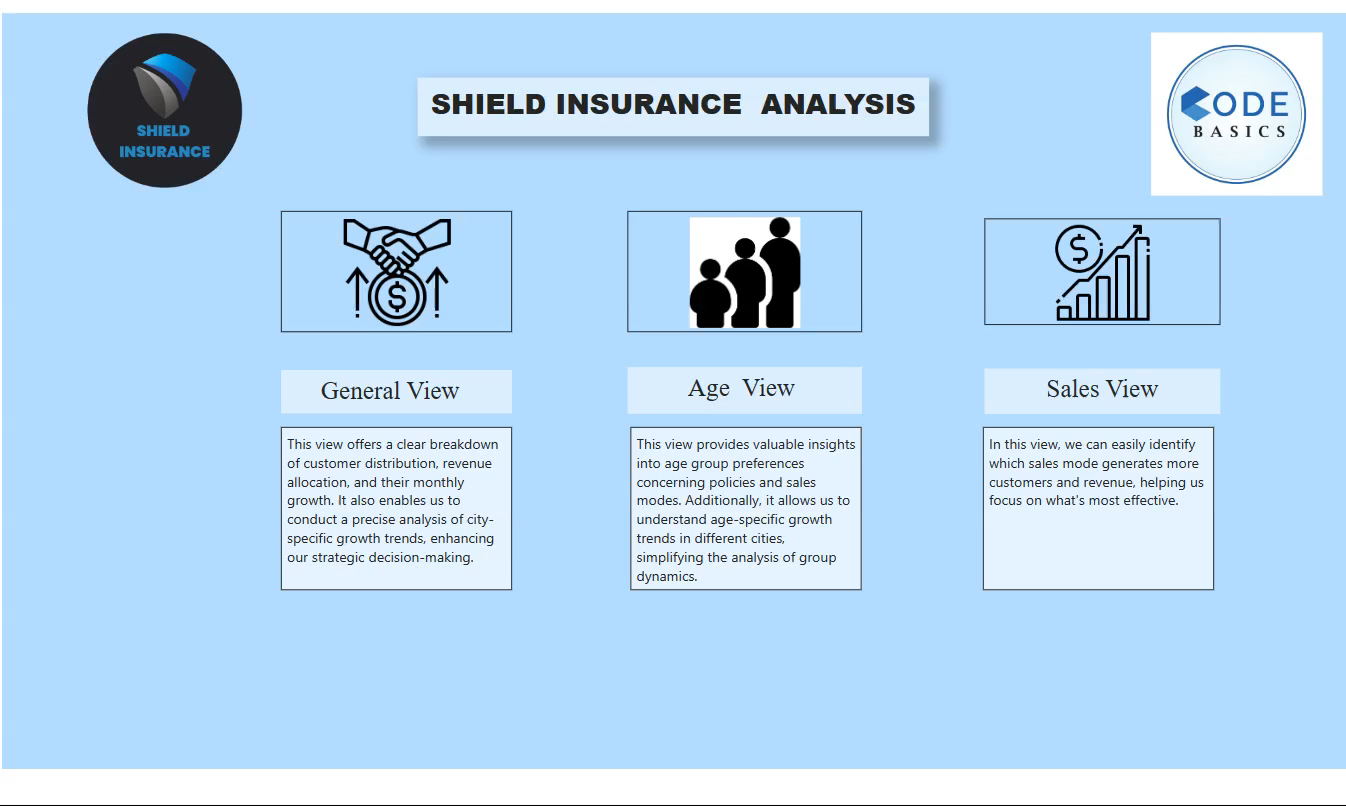 SHIELD
INSURANCE
SHIELD INSURANCE  ANALYSIS
CODE
BASICS
$
$
General View
Age  View
Sales View
This view offers a clear breakdown
of customer distribution, revenue
allocation, and their monthly
growth. It also enables us to
conduct a precise analysis of city-
specific growth trends, enhancing
our strategic decision-making.
This view provides valuable insights
into age group preferences
concerning policies and sales
modes. Additionally, it allows us to
understand age-specific growth
trends in different cities,
simplifying the analysis of group
dynamics.
In this view, we can easily identify
which sales mode generates more
customers and revenue, helping us
focus on what's most effective.